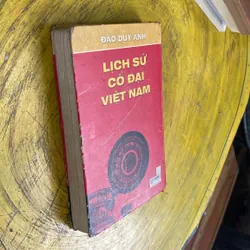 ĐÀO DUY ANH
LỊCH SỬ
CỔ ĐẠI
VIỆT NAM